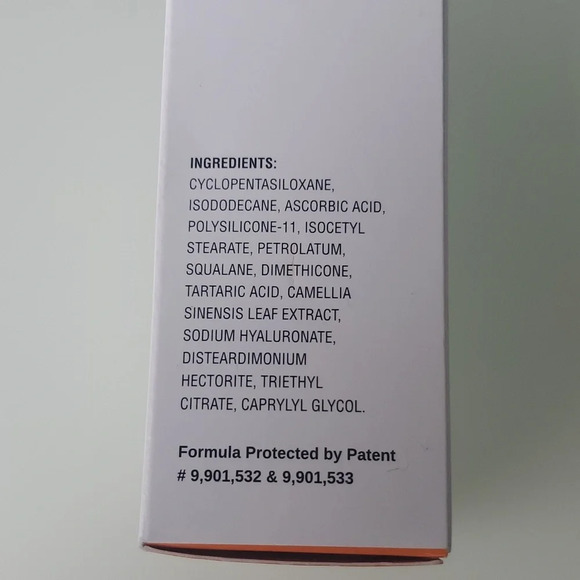 INGREDIENTS:
CYCLOPENTASILOXANE,
ISODODECANE, ASCORBIC ACID,
POLYSILICONE-11, ISOCETYL
STEARATE, PETROLATUM,
SQUALANE, DIMETHICONE,
TARTARIC ACID, CAMELLIA
SINENSIS LEAF EXTRACT,
SODIUM HYALURONATE,
DISTEARDIMONIUM
HECTORITE, TRIETHYL
CITRATE, CAPRYLYL GLYCOL.
Formula Protected by Patent
# 9,901,532 & 9,901,533